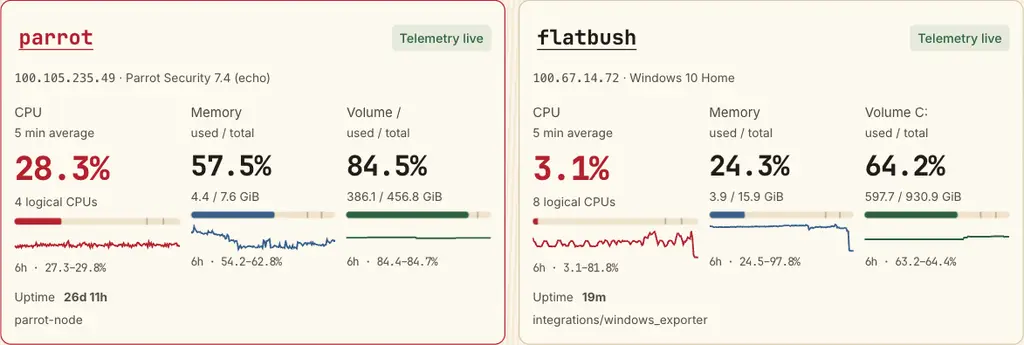 parrot
Telemetry live
100.105.235.49 · Parrot Security 7.4 (echo)
CPU
5 min average
28.3%
4 logical CPUs
6h · 27.3–29.8%
Memory
used / total
57.5%
4.4 / 7.6 GiB
6h · 54.2–62.8%
Volume /
used / total
84.5%
386.1 / 456.8 GiB
6h · 84.4–84.7%
Uptime 26d 11h
parrot-node
flatbush
Telemetry live
100.67.14.72 · Windows 10 Home
CPU
5 min average
3.1%
8 logical CPUs
6h · 3.1–81.8%
Memory
used / total
24.3%
3.9 / 15.9 GiB
6h · 24.5–97.8%
Volume C:
used / total
64.2%
597.7 / 930.9 GiB
6h · 63.2–64.4%
Uptime 19m
integrations/windows_exporter